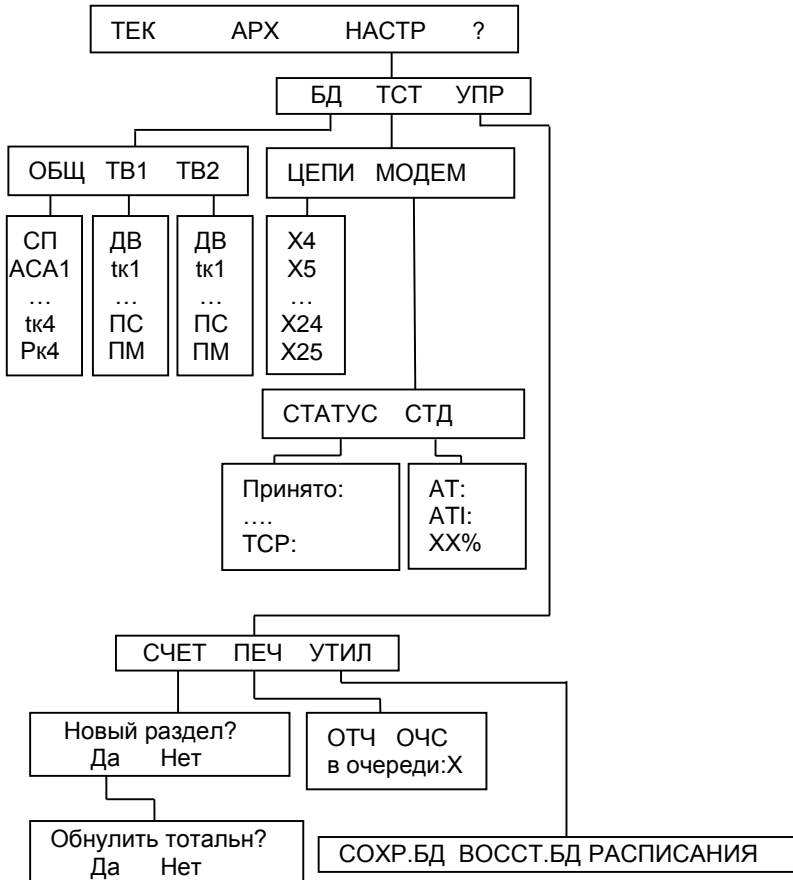 ТЕК АРХ НАСТР ?
БД ТСТ УПР
ОБЩ ТВ1 ТВ2
ЦЕПИ МОДЕМ
СП
АСА1
…
tк4
Рк4
ДВ
tк1
…
ПС
ПМ
ДВ
tк1
…
ПС
ПМ
Х4
Х5
…
Х24
Х25
СТАТУС СТД
Принято:
….
ТСР:
АТ:
ATI:
ХХ%
СЧЕТ ПЕЧ УТИЛ
Новый раздел?
Да Нет
ОТЧ ОЧС
в очереди:Х
Обнулить тотальн?
Да Нет
СОХР.БД ВОССТ.БД РАСПИСАНИЯ